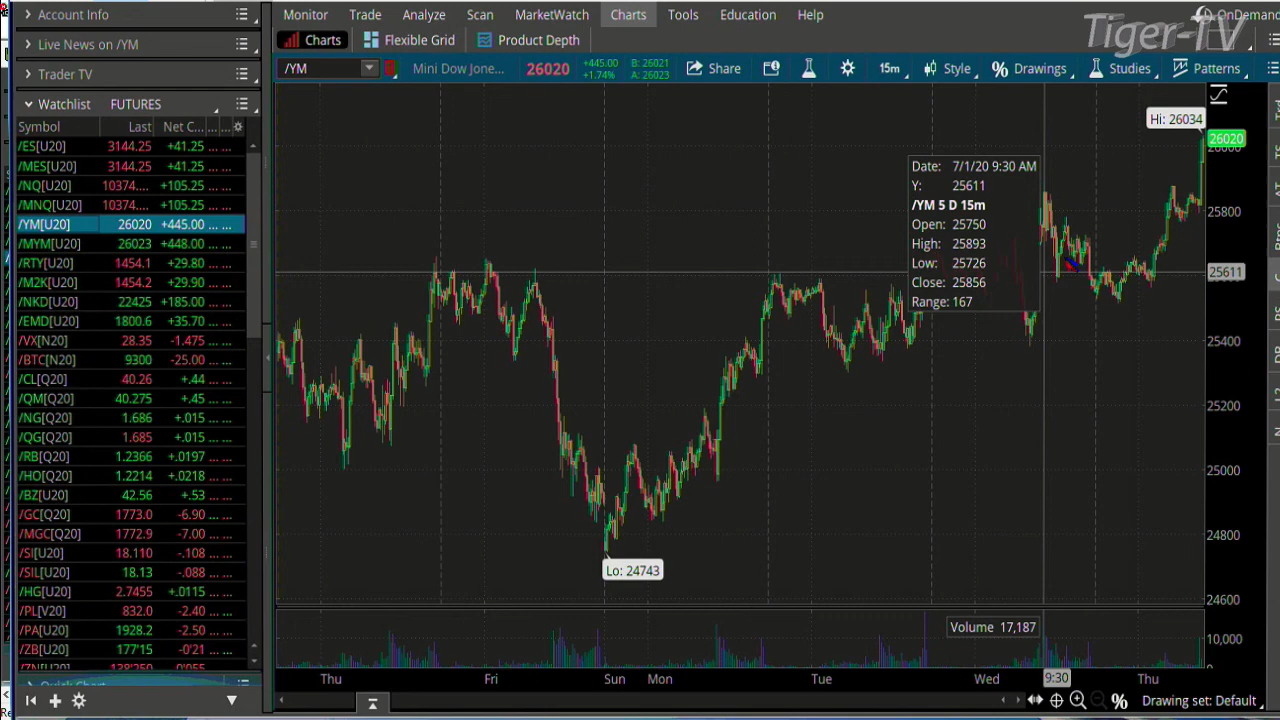 Account Info
Monitor Trade Analyze Scan MarketWatch Charts Tools Education Help
OnDemand
Tiger-TV
Live News on /YM
Charts Flexible Grid Product Depth
Trader TV
/YM Mini Dow Jone... 26020 +445.00 +1.74% B: 26021 A: 26023 Share 15m Style % Drawings Studies Patterns
Watchlist FUTURES
Symbol Last Net C... ... ...
/ES[U20] 3144.25 +41.25 ... ...
/MES[U20] 3144.25 +41.25 ... ...
/NQ[U20] 10374.... +105.25 ... ...
/MNQ[U20] 10374.... +105.25 ... ...
/YM[U20] 26020 +445.00 ... ...
/MYM[U20] 26023 +448.00 ... ...
/RTY[U20] 1454.1 +29.80 ... ...
/M2K[U20] 1454.2 +29.90 ... ...
/NKD[U20] 22425 +185.00 ... ...
/EMD[U20] 1800.6 +35.70 ... ...
/VX[N20] 28.35 -1.475 ... ...
/BTC[N20] 9300 -25.00 ... ...
/CL[Q20] 40.26 +.44 ... ...
/QM[Q20] 40.275 +.45 ... ...
/NG[Q20] 1.686 +.015 ... ...
/QG[Q20] 1.685 +.015 ... ...
/RB[Q20] 1.2366 +.0197 ... ...
/HO[Q20] 1.2214 +.0218 ... ...
/BZ[U20] 42.56 +.53 ... ...
/GC[Q20] 1773.0 -6.90 ... ...
/MGC[Q20] 1772.9 -7.00 ... ...
/SI[U20] 18.110 -.108 ... ...
/SIL[U20] 18.13 -.088 ... ...
/HG[U20] 2.7455 +.0115 ... ...
/PL[V20] 832.0 -2.40 ... ...
/PA[U20] 1928.2 -2.50 ... ...
/ZB[U20] 177'15 -0'21 ... ...
/ZN[U20] 138'250 -0'055
Quick Chart
Hi: 26034
26020
26000
25800
25611
25400
25200
25000
24800
24600
Date: 7/1/20 9:30 AM
Y: 25611
/YM 5 D 15m
Open: 25750
High: 25893
Low: 25726
Close: 25856
Range: 167
Lo: 24743
Volume 17,187
10,000
0
Thu Fri Sun Mon Tue Wed 9:30 Thu
% Drawing set: Default